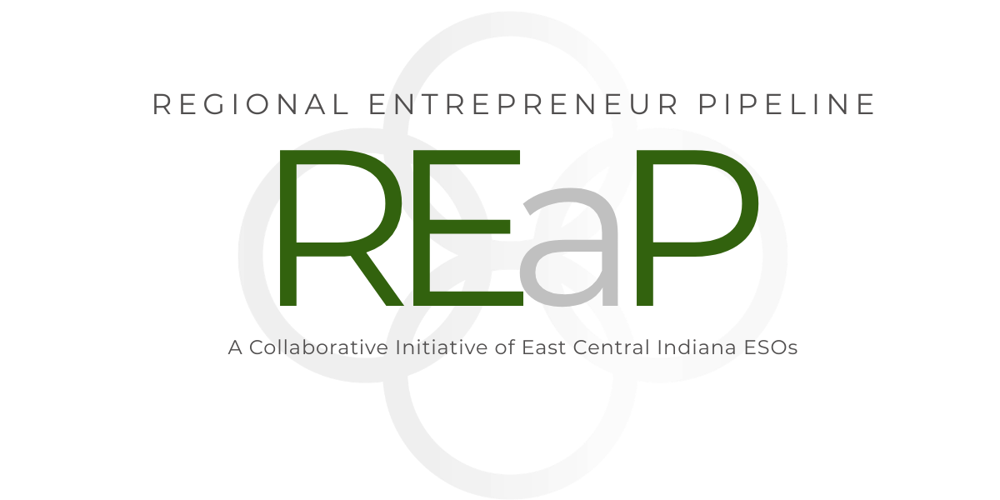 REGIONAL ENTREPRENEUR PIPELINE
REaP
A Collaborative Initiative of East Central Indiana ESOs